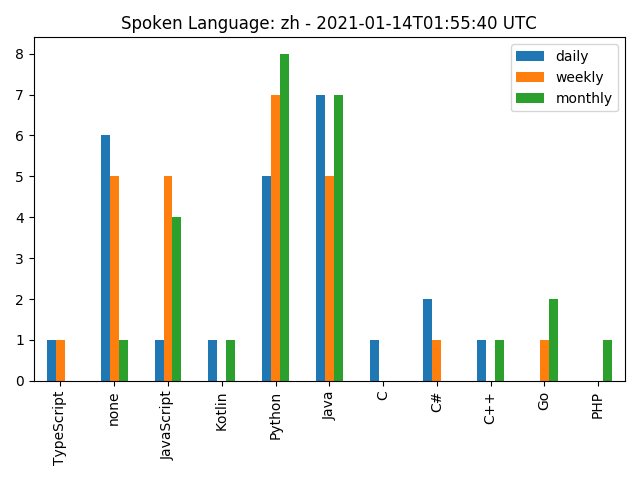 Spoken Language: zh - 2021-01-14T01:55:40 UTC
daily
weekly
monthly
8
7
6
5
4
3
2
1
0
TypeScript
none
JavaScript
Kotlin
Python
Java
C
C#
C++
Go
PHP